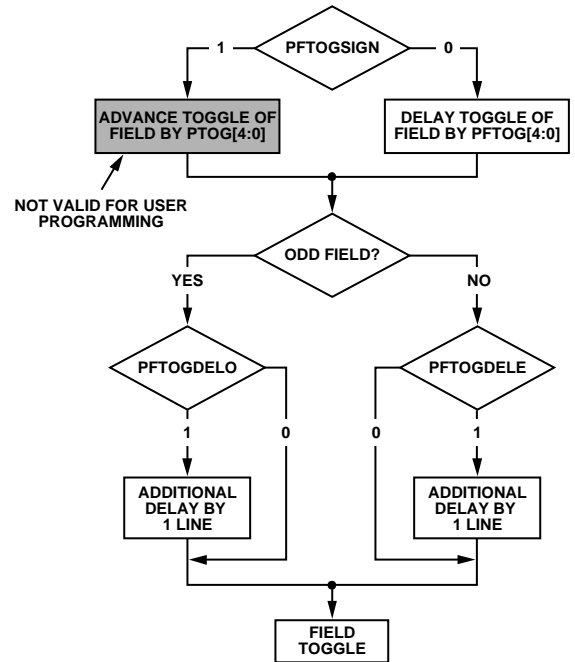 PFTOGSIGN
1
0
ADVANCE TOGGLE OF
FIELD BY PTOG[4:0]
DELAY TOGGLE OF
FIELD BY PFTOG[4:0]
NOT VALID FOR USER
PROGRAMMING
ODD FIELD?
YES
NO
PFTOGDELO
PFTOGDELE
1
0
0
1
ADDITIONAL
DELAY BY
1 LINE
ADDITIONAL
DELAY BY
1 LINE
FIELD
TOGGLE